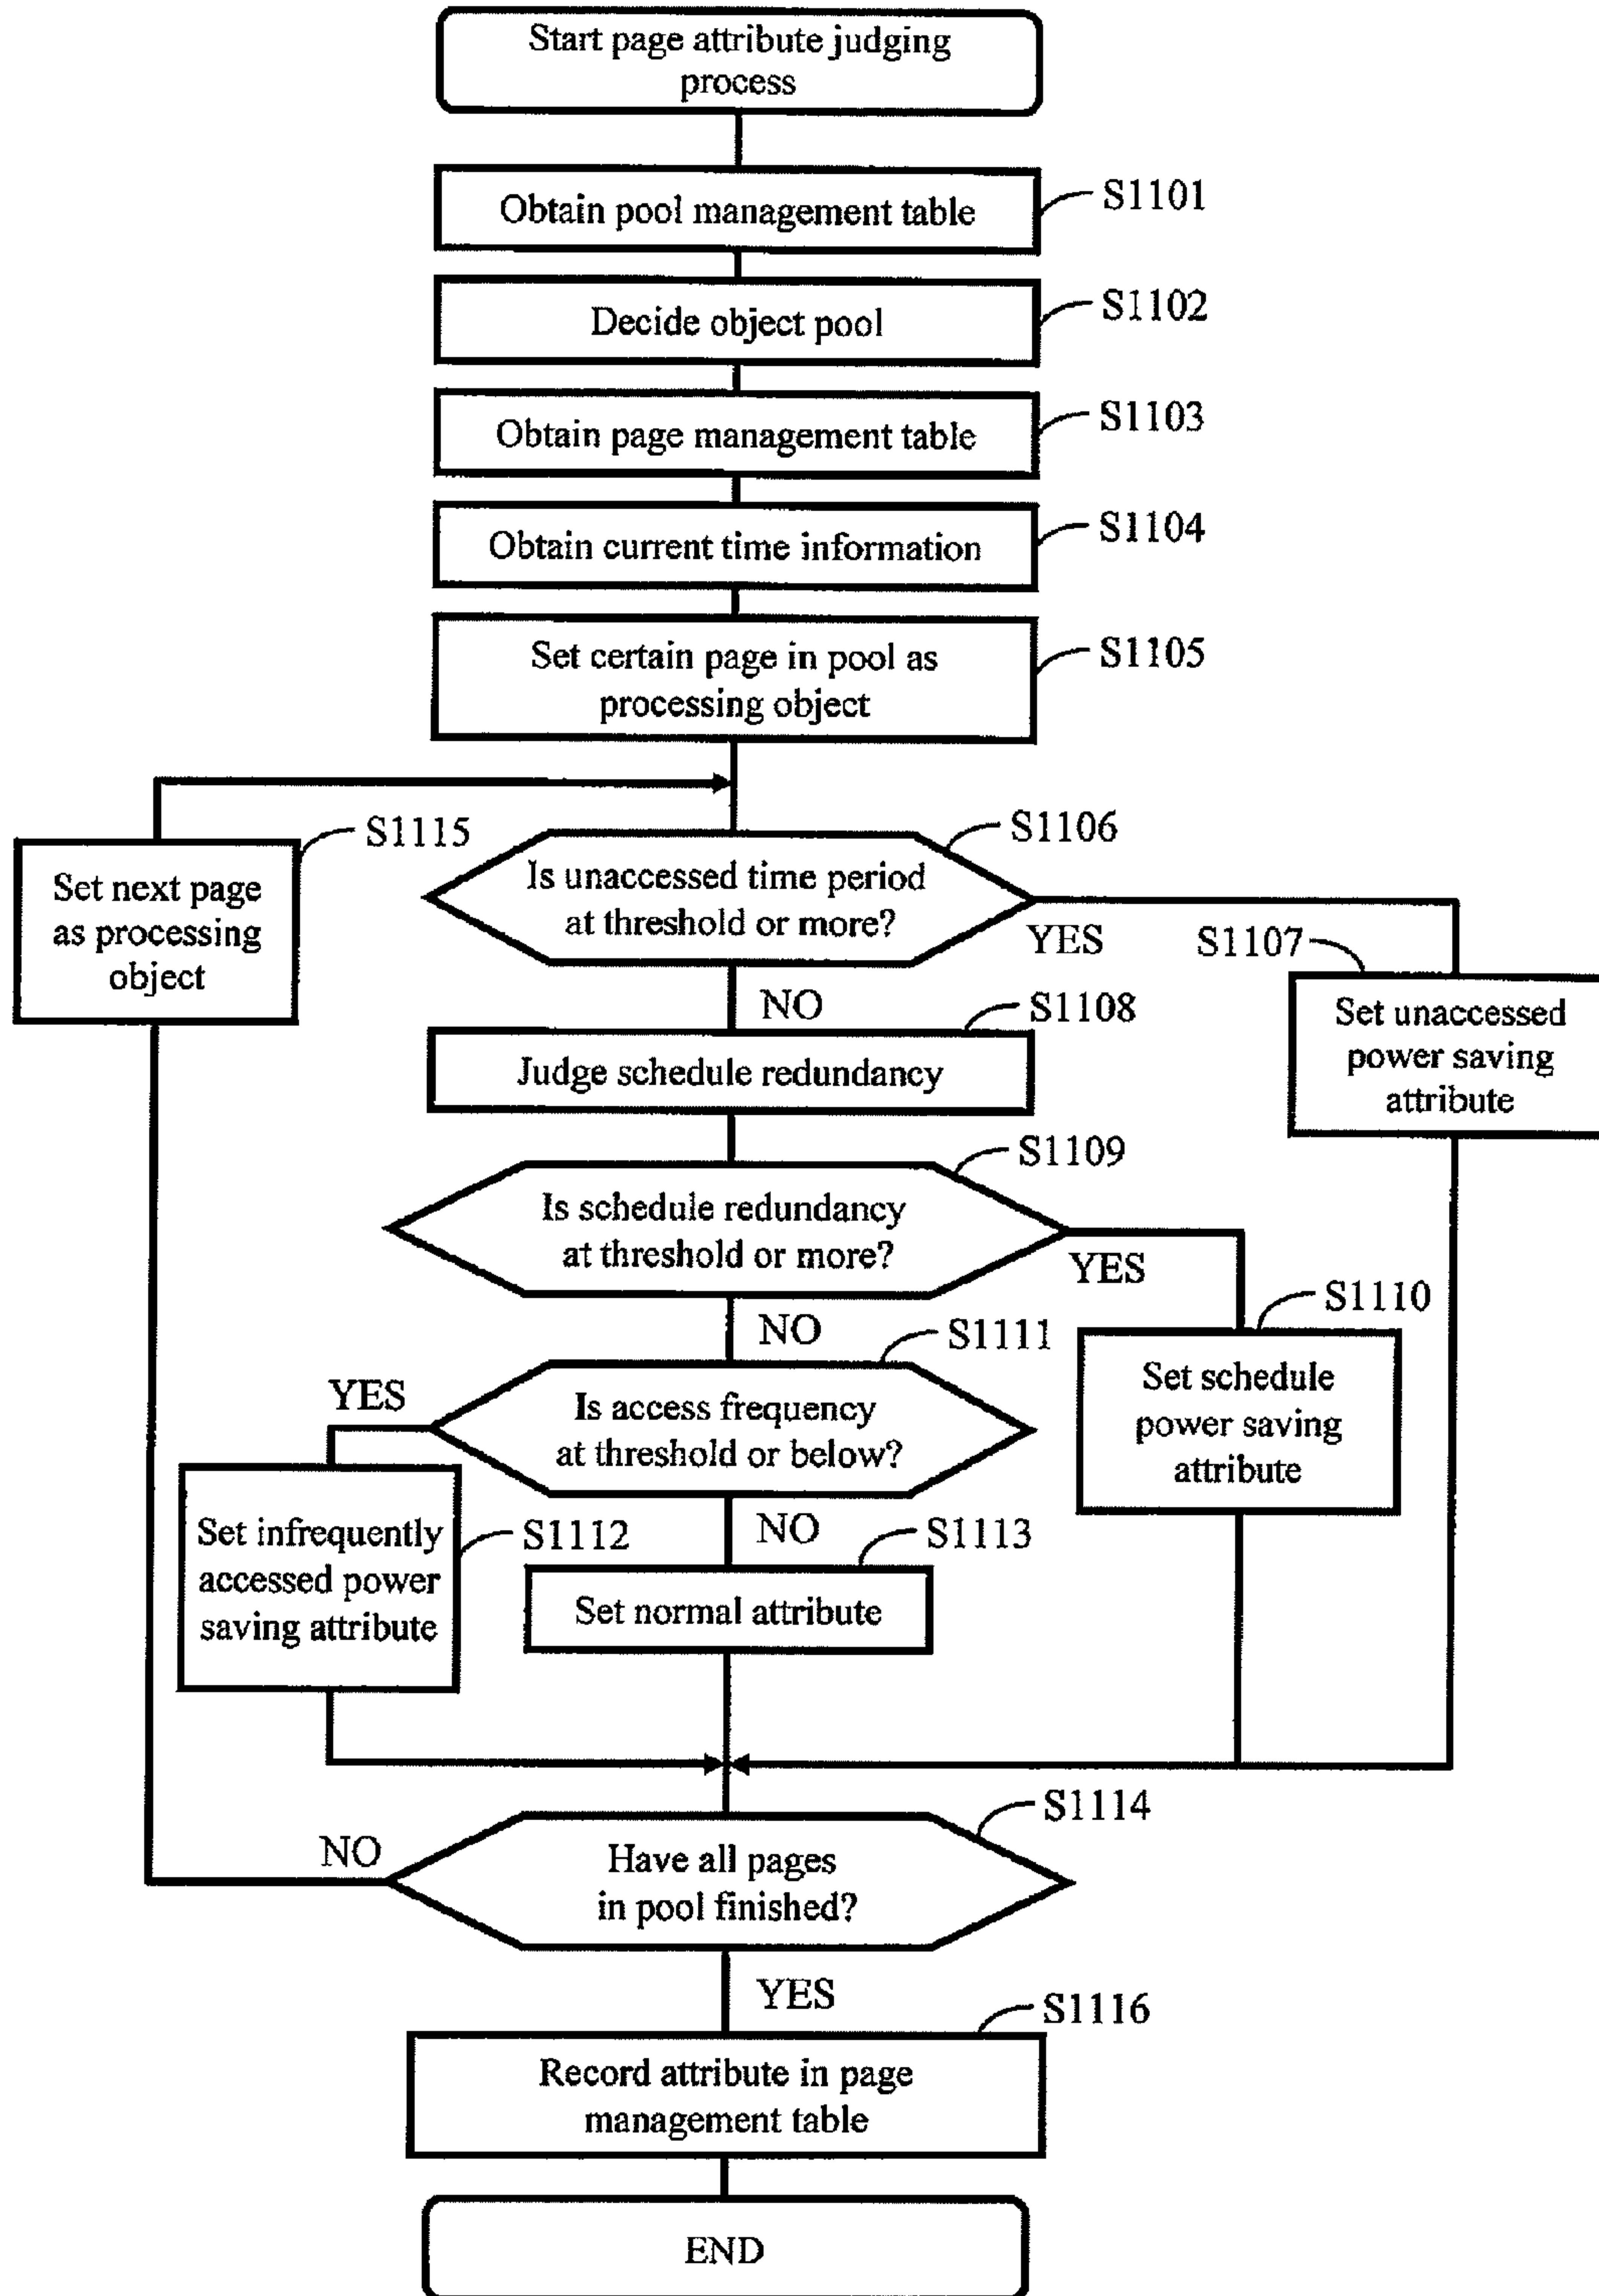 Start page attribute judging
process
Obtain pool management table
S1101
Decide object pool
S1102
Obtain page management table
S1103
Obtain current time information
S1104
Set certain page in pool as
processing object
S1105
S1115
Set next page
as processing
object
S1106
Is unaccessed time period
at threshold or more?
YES
NO
S1107
Set unaccessed
power saving
attribute
S1108
Judge schedule redundancy
S1109
Is schedule redundancy
at threshold or more?
YES
NO
S1110
Set schedule
power saving
attribute
S1111
Is access frequency
at threshold or below?
YES
NO
S1112
Set infrequently
accessed power
saving attribute
S1113
Set normal attribute
S1114
Have all pages
in pool finished?
NO
YES
S1116
Record attribute in page
management table
END